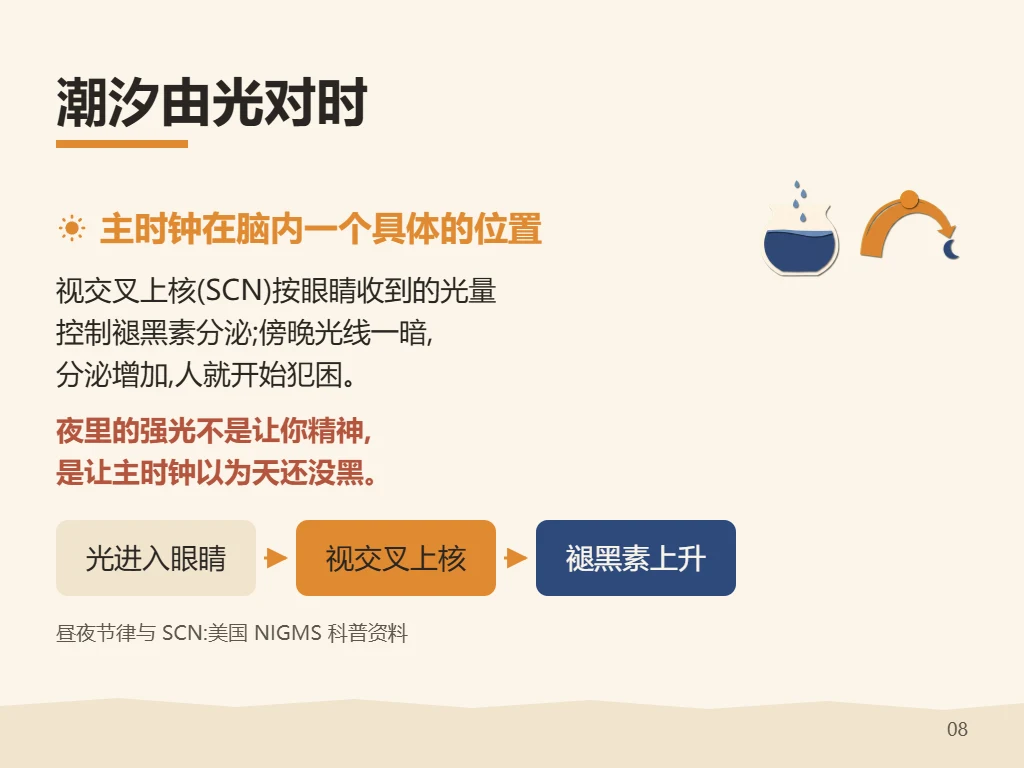 潮汐由光对时
主时钟在脑内一个具体的位置
视交叉上核(SCN)按眼睛收到的光量
控制褪黑素分泌;傍晚光线一暗,
分泌增加,人就开始犯困。
夜里的强光不是让你精神,
是让主时钟以为天还没黑。
光进入眼睛
视交叉上核
褪黑素上升
昼夜节律与 SCN:美国 NIGMS 科普资料
08